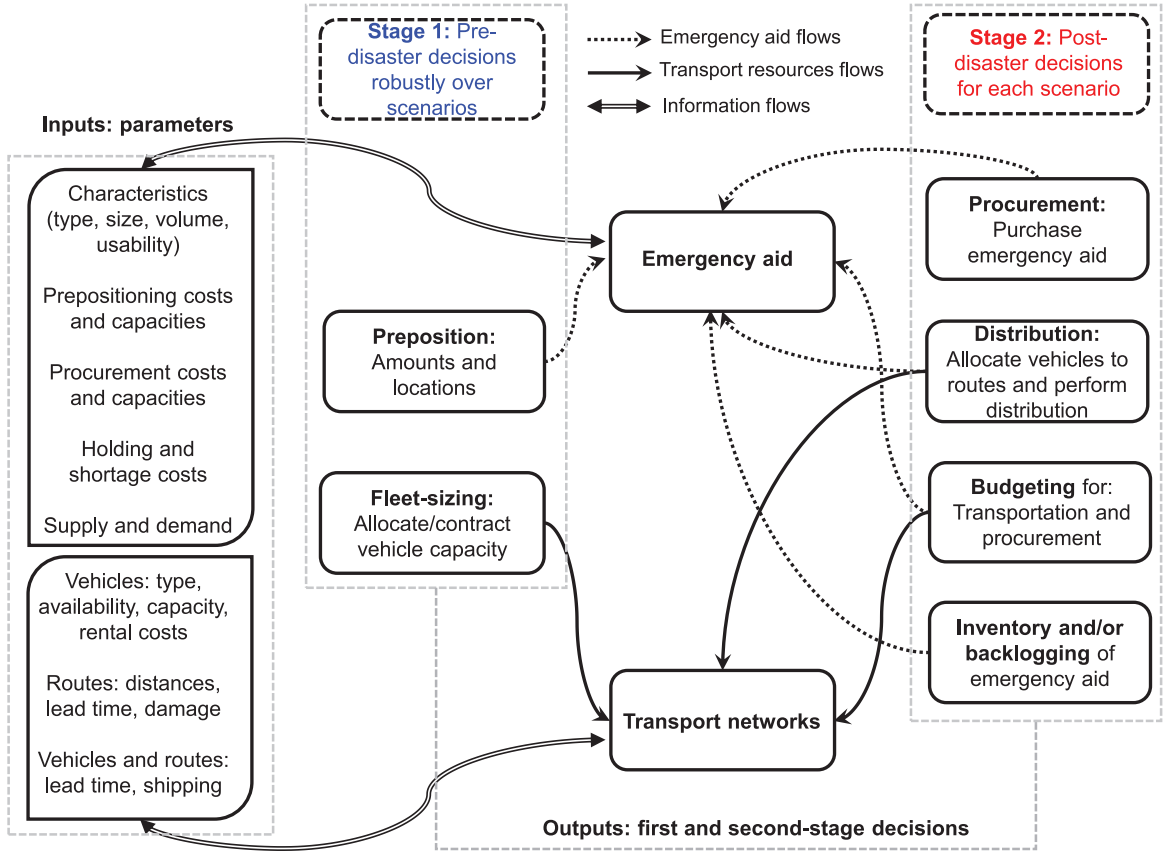 Stage 1: Pre-
disaster decisions
robustly over
scenarios
Emergency aid flows
Transport resources flows
Information flows
Stage 2: Post-
disaster decisions
for each scenario
Inputs: parameters
Characteristics
(type, size, volume,
usability)
Prepositioning costs
and capacities
Procurement costs
and capacities
Holding and
shortage costs
Supply and demand
Vehicles: type,
availability, capacity,
rental costs
Routes: distances,
lead time, damage
Vehicles and routes:
lead time, shipping
Preposition:
Amounts and
locations
Fleet-sizing:
Allocate/contract
vehicle capacity
Emergency aid
Transport networks
Procurement:
Purchase
emergency aid
Distribution:
Allocate vehicles to
routes and perform
distribution
Budgeting for:
Transportation and
procurement
Inventory and/or
backlogging of
emergency aid
Outputs: first and second-stage decisions